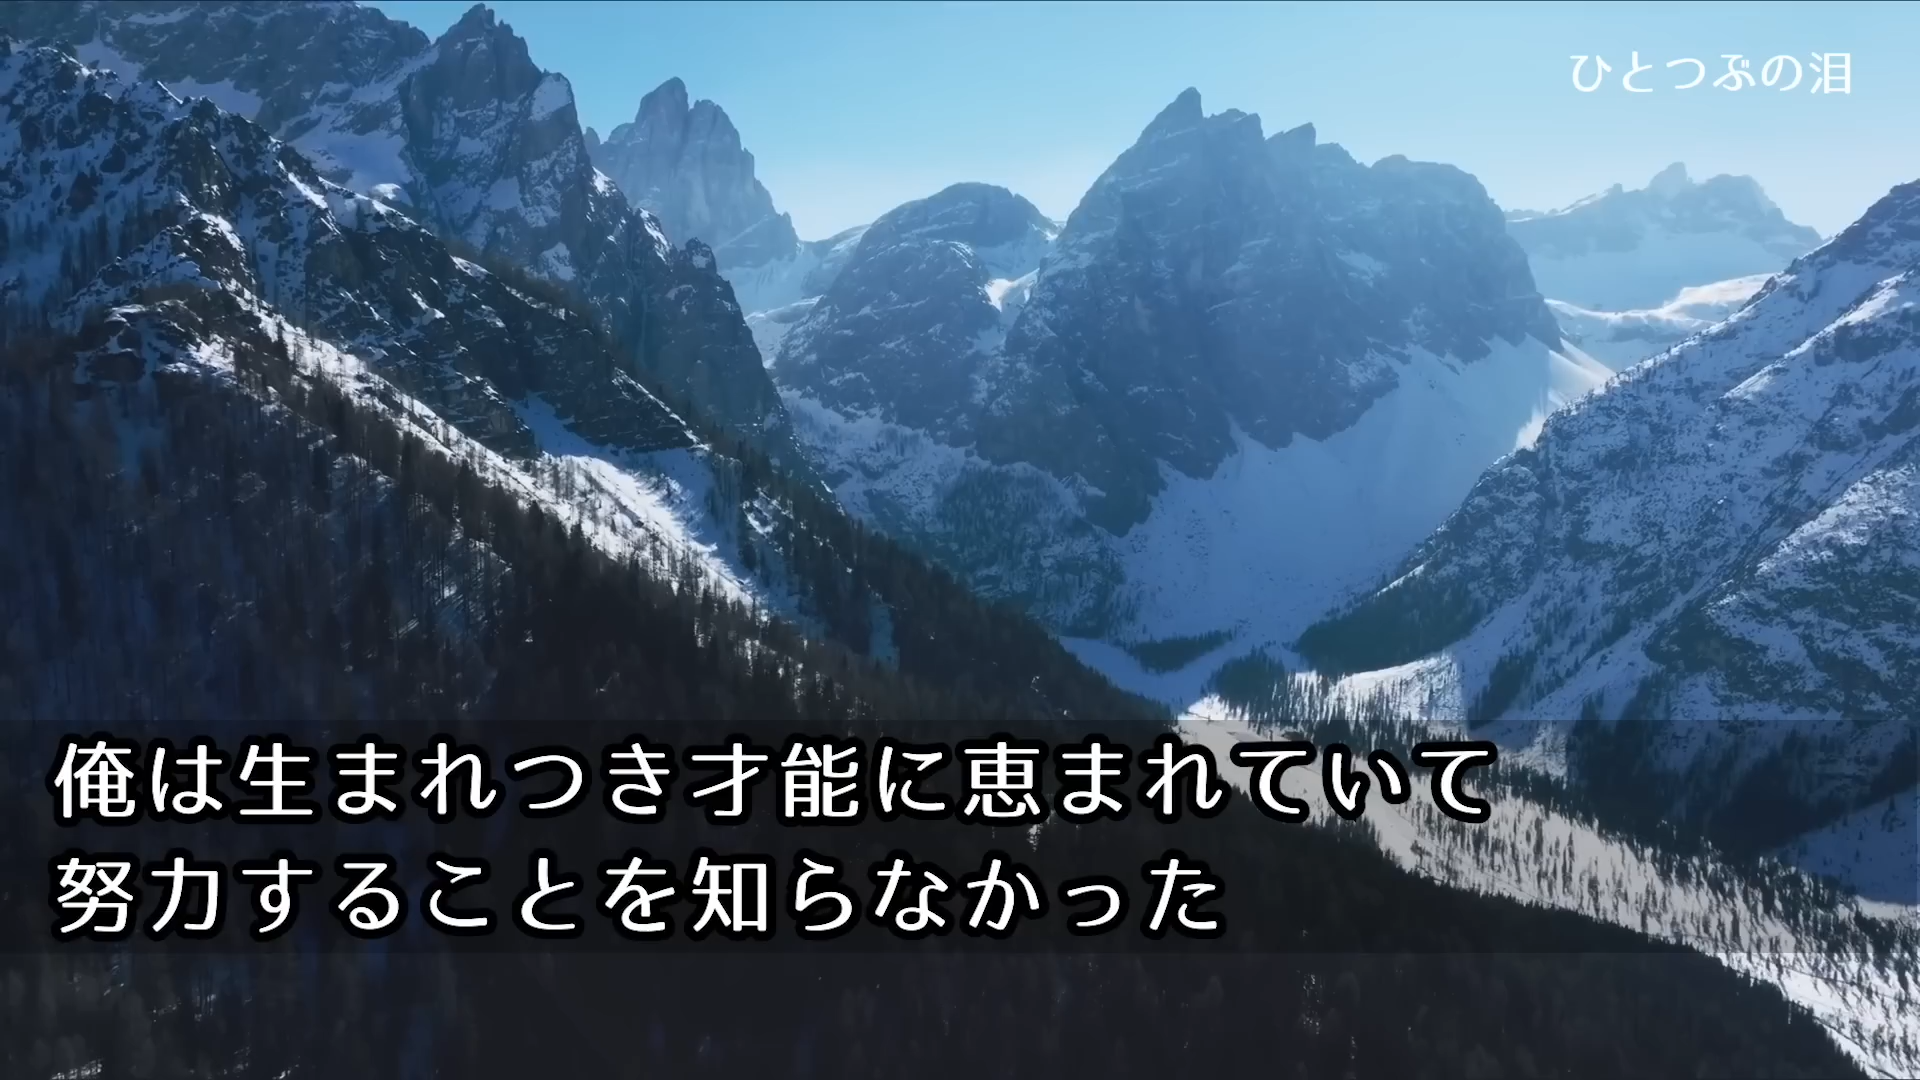 ひとつぶの泪
俺は生まれつき才能に恵まれていて
努力することを知らなかった